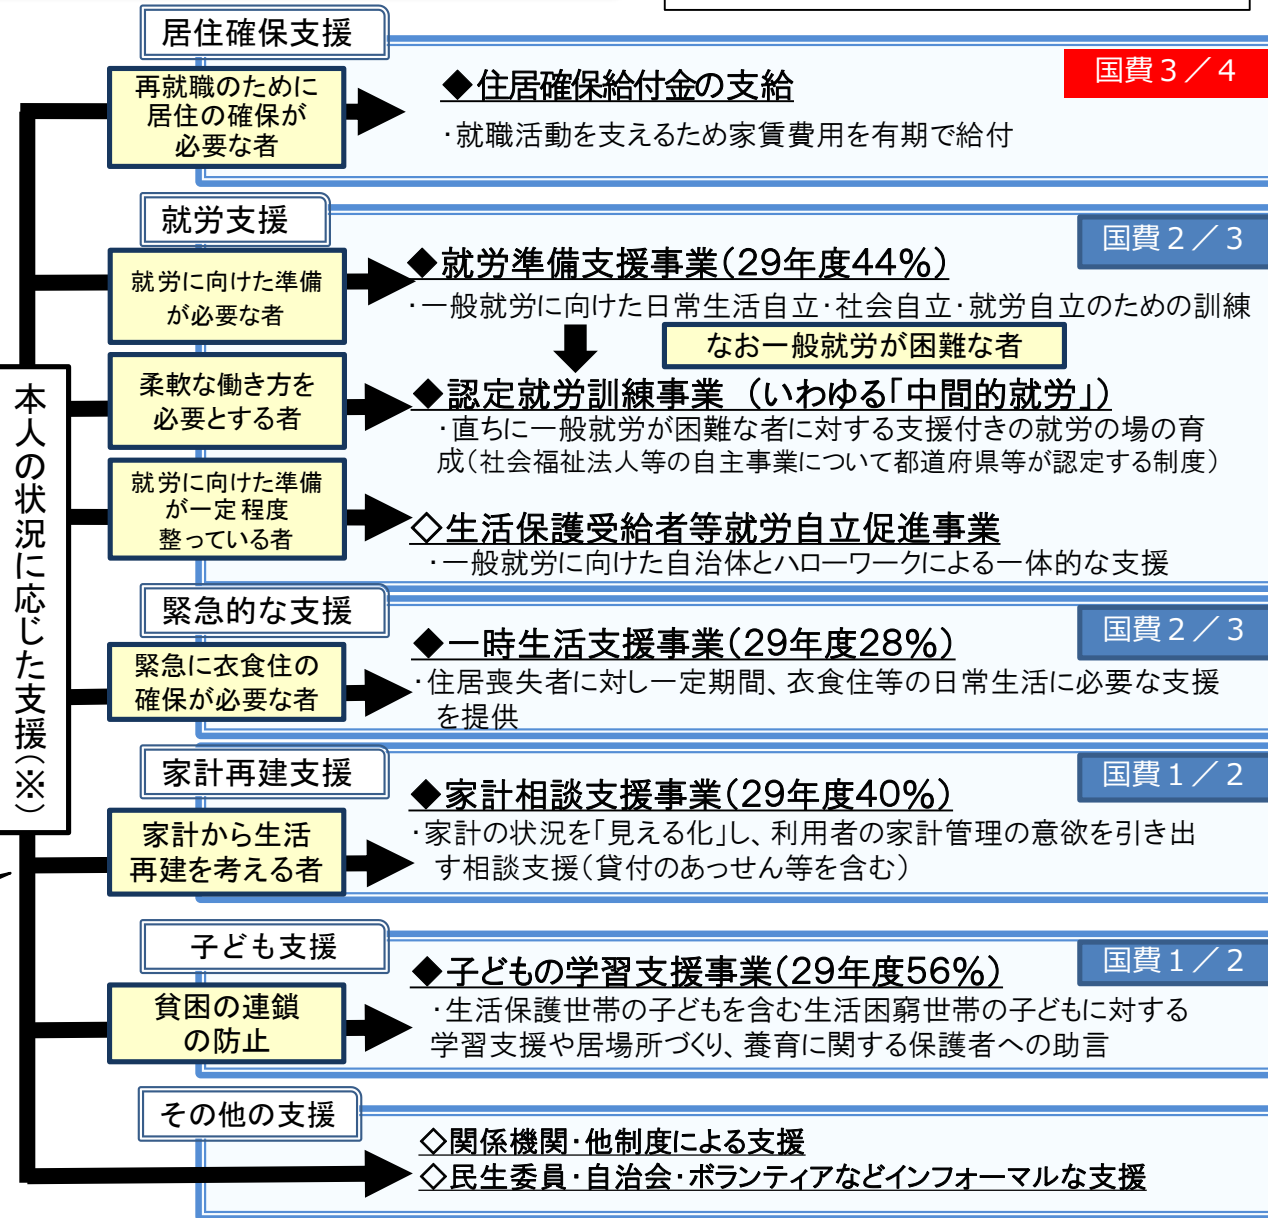 居住確保支援
国費３／４
再就職のために
居住の確保が
必要な者
◆住居確保給付金の支給
・就職活動を支えるため家賃費用を有期で給付
就労支援
国費２／３
就労に向けた準備
が必要な者
◆就労準備支援事業（29年度44％）
・一般就労に向けた日常生活自立・社会自立・就労自立のための訓練
なお一般就労が困難な者
柔軟な働き方を
必要とする者
◆認定就労訓練事業 （いわゆる「中間的就労」）
・直ちに一般就労が困難な者に対する支援付きの就労の場の育
成（社会福祉法人等の自主事業について都道府県等が認定する制度）
就労に向けた準備
が一定程度
整っている者
◇生活保護受給者等就労自立促進事業
・一般就労に向けた自治体とハローワークによる一体的な支援
本人の状況に応じた支援（※）
緊急的な支援
国費２／３
緊急に衣食住の
確保が必要な者
◆一時生活支援事業（29年度28％）
・住居喪失者に対し一定期間、衣食住等の日常生活に必要な支援
を提供
家計再建支援
国費１／２
家計から生活
再建を考える者
◆家計相談支援事業（29年度40％）
・家計の状況を「見える化」し、利用者の家計管理の意欲を引き出
す相談支援（貸付のあっせん等を含む）
子ども支援
国費１／２
貧困の連鎖
の防止
◆子どもの学習支援事業（29年度56％）
・生活保護世帯の子どもを含む生活困窮世帯の子どもに対する
学習支援や居場所づくり、養育に関する保護者への助言
その他の支援
◇関係機関・他制度による支援
◇民生委員・自治会・ボランティアなどインフォーマルな支援